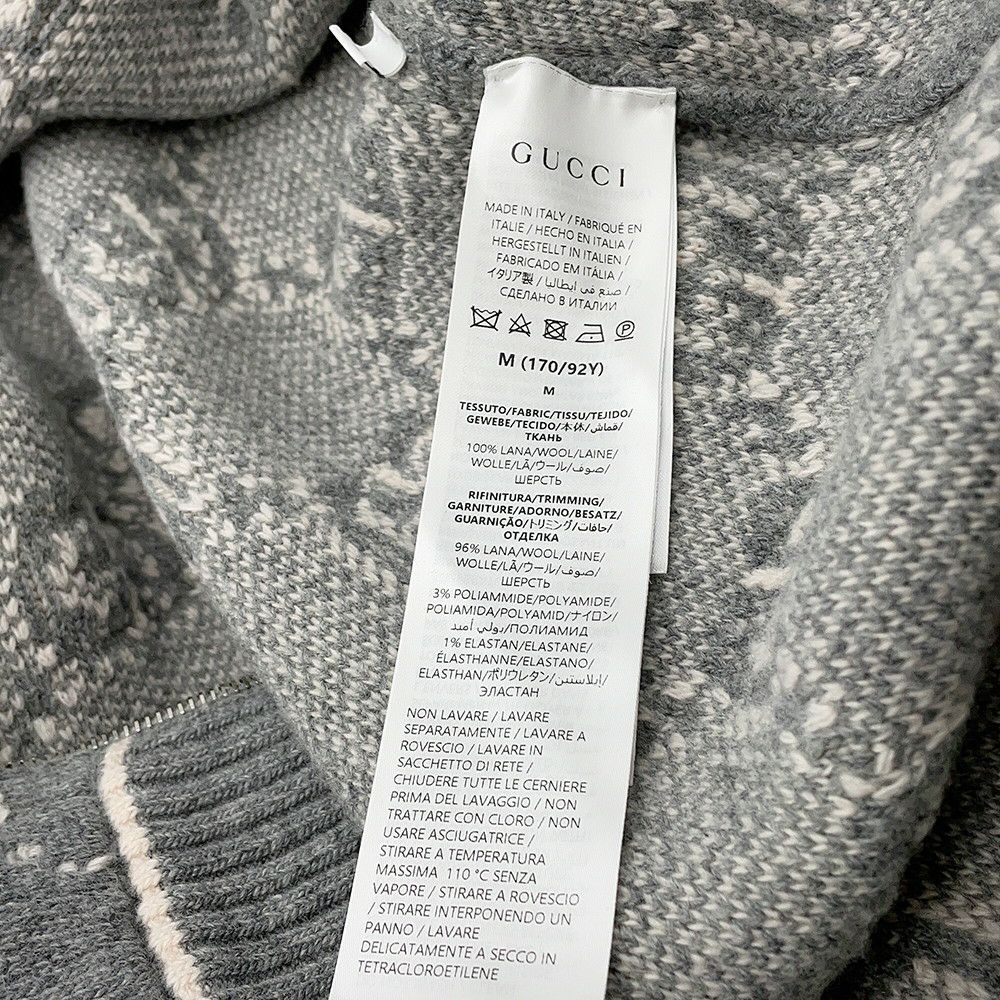 GUCCI
MADE IN ITALY / FABRIQUÉ EN
ITALIE / HECHO EN ITALIA /
HERGESTELLT IN ITALIEN /
FABRICADO EM ITÁLIA /
イタリア製 / صنع في ايطاليا /
СДЕЛАНО В ИТАЛИИ
P
M (170/92Y)
M
TESSUTO/FABRIC/TISSU/TEJIDO/
GEWEBE/TECIDO/本体/قماش/
ТКАНЬ
100% LANA/WOOL/LAINE/
WOLLE/LÃ/ウール/صوف/
ШЕРСТЬ
RIFINITURA/TRIMMING/
GARNITURE/ADORNO/BESATZ/
GUARNIÇÃO/トリミング/حافات/
ОТДЕЛКА
96% LANA/WOOL/LAINE/
WOLLE/LÃ/ウール/صوف/
ШЕРСТЬ
3% POLIAMMIDE/POLYAMIDE/
POLIAMIDA/POLYAMID/ナイロン/
بولي أميد/ПОЛИАМИД
1% ELASTAN/ELASTANE/
ÉLASTHANNE/ELASTANO/
ELASTHAN/ポリウレタン/إيلاستين/
ЭЛАСТАН
NON LAVARE / LAVARE
SEPARATAMENTE / LAVARE A
ROVESCIO / LAVARE IN
SACCHETTO DI RETE /
CHIUDERE TUTTE LE CERNIERE
PRIMA DEL LAVAGGIO / NON
TRATTARE CON CLORO / NON
USARE ASCIUGATRICE /
STIRARE A TEMPERATURA
MASSIMA 110 °C SENZA
VAPORE / STIRARE A ROVESCIO
/ STIRARE INTERPONENDO UN
PANNO / LAVARE
DELICATAMENTE A SECCO IN
TETRACLOROETILENE